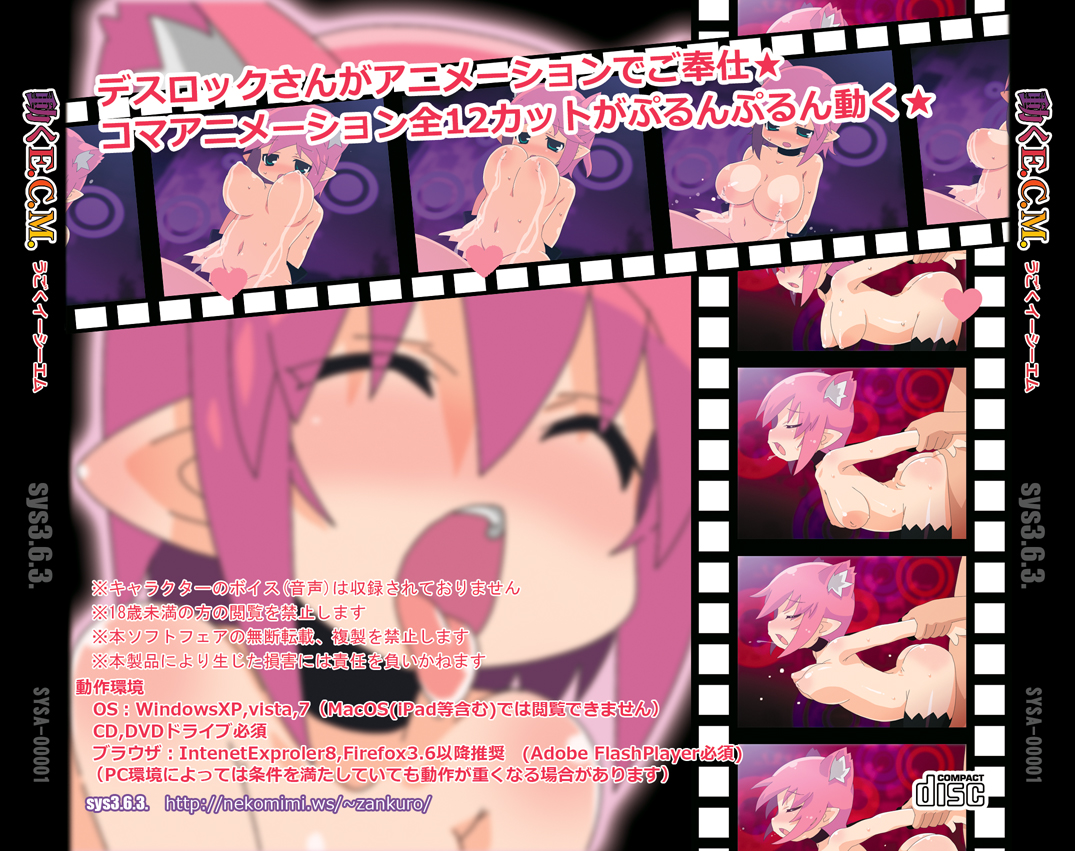 デスロックさんがアニメーションでご奉仕★
コマアニメーション全12カットがぷるんぷるん動く★
動くE.C.M.
うごくイーシーエム
sys3.6.3.
SYSA-00001
動くE.C.M.
うごくイーシーエム
sys3.6.3.
SYSA-00001
※キャラクターのボイス(音声)は収録されておりません
※18歳未満の方の閲覧を禁止します
※本ソフトフェアの無断転載、複製を禁止します
※本製品により生じた損害には責任を負いかねます
動作環境
OS：WindowsXP,vista,7（MacOS(iPad等含む)では閲覧できません）
CD,DVDドライブ必須
ブラウザ：IntenetExproler8,Firefox3.6以降推奨　(Adobe FlashPlayer必須)
（PC環境によっては条件を満たしていても動作が重くなる場合があります）
sys3.6.3.　http://nekomimi.ws/~zankuro/
COMPACT
disc